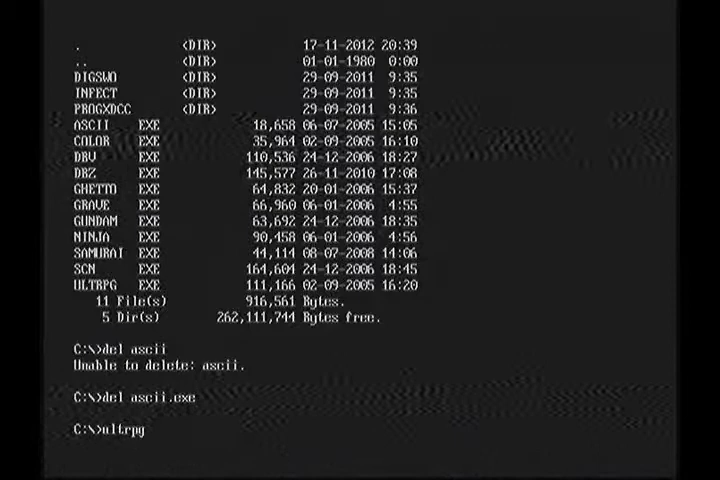 . <DIR> 17-11-2012 20:39
.. <DIR> 01-01-1980 0:00
DIGSWO <DIR> 29-09-2011 9:35
INFECT <DIR> 29-09-2011 9:35
PROGXDCC <DIR> 29-09-2011 9:36
ASCII EXE 18,658 06-07-2005 15:05
COLOR EXE 35,964 02-09-2005 16:10
DBV EXE 110,536 24-12-2006 18:27
DBZ EXE 145,577 26-11-2010 17:08
GHETTO EXE 64,832 20-01-2006 15:37
GRAVE EXE 66,960 06-01-2006 4:55
GUNDAM EXE 63,692 24-12-2006 18:35
NINJA EXE 90,458 06-01-2006 4:56
SAMURAI EXE 44,114 08-07-2008 14:06
SCN EXE 164,604 24-12-2006 18:45
ULTRPG EXE 111,166 02-09-2005 16:20
11 File(s) 916,561 Bytes.
5 Dir(s) 262,111,744 Bytes free.
C:\>del ascii
Unable to delete: ascii.
C:\>del ascii.exe
C:\>ultrpg